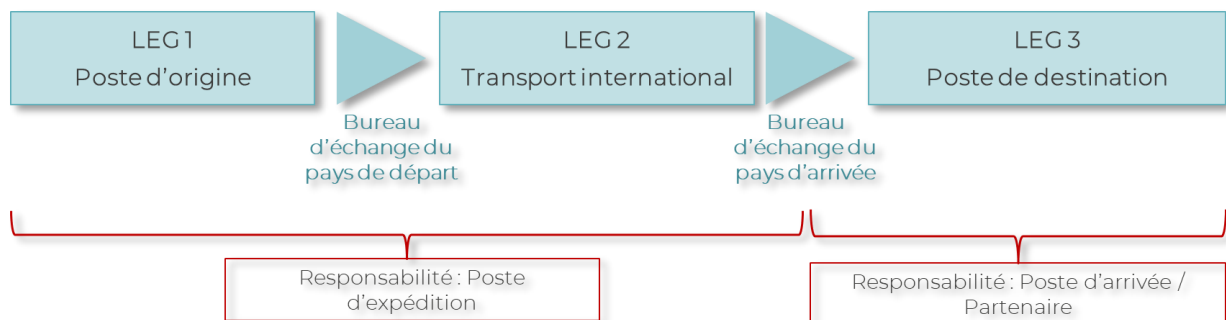 LEG 1
Poste d'origine
LEG 2
Transport international
LEG 3
Poste de destination
Bureau
d'échange du
pays de départ
Bureau
d'échange du
pays d'arrivée
Responsabilité : Poste
d'expédition
Responsabilité : Poste d'arrivée /
Partenaire